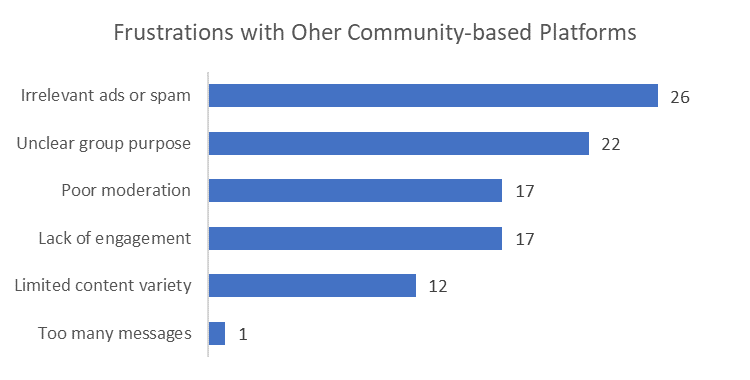 Frustrations with Oher Community-based Platforms
Irrelevant ads or spam 26
Unclear group purpose 22
Poor moderation 17
Lack of engagement 17
Limited content variety 12
Too many messages 1